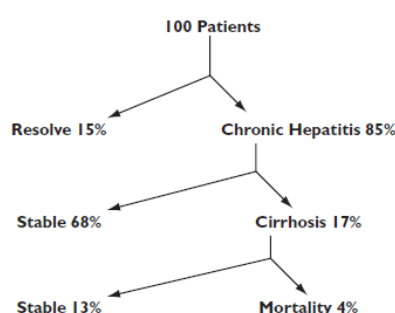 100 Patients
Resolve 15%
Chronic Hepatitis 85%
Stable 68%
Cirrhosis 17%
Stable 13%
Mortality 4%